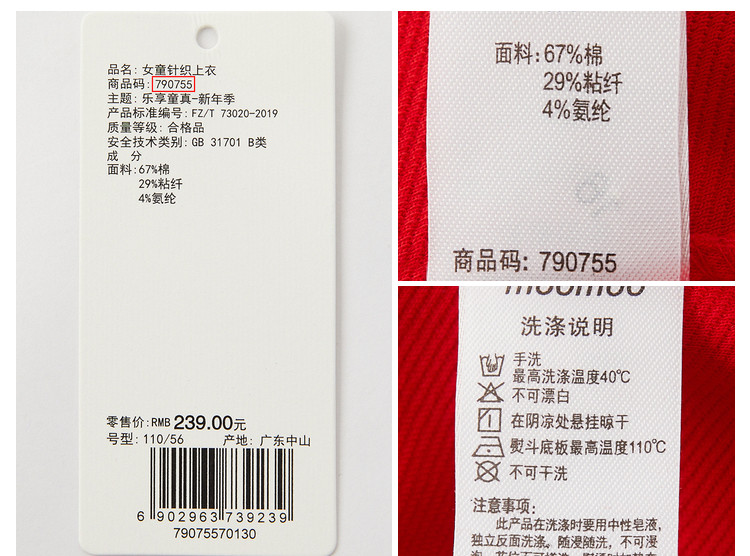 品名: 女童针织上衣
商品码: 790755
主题: 乐享童真-新年季
产品标准编号: FZ/T 73020-2019
质量等级: 合格品
安全技术类别: GB 31701 B类
成 分
面料:67%棉
29%粘纤
4%氨纶
零售价:RMB 239.00元
号型: 110/56 产地: 广东中山
6 902963 739239
79075570130
面料:67%棉
29%粘纤
4%氨纶
商品码: 790755
洗涤说明
手洗
最高洗涤温度40℃
不可漂白
在阴凉处悬挂晾干
熨斗底板最高温度110℃
不可干洗
注意事项:
此产品在洗涤时要用中性皂液,
独立反面洗涤。随浸随洗，不可浸